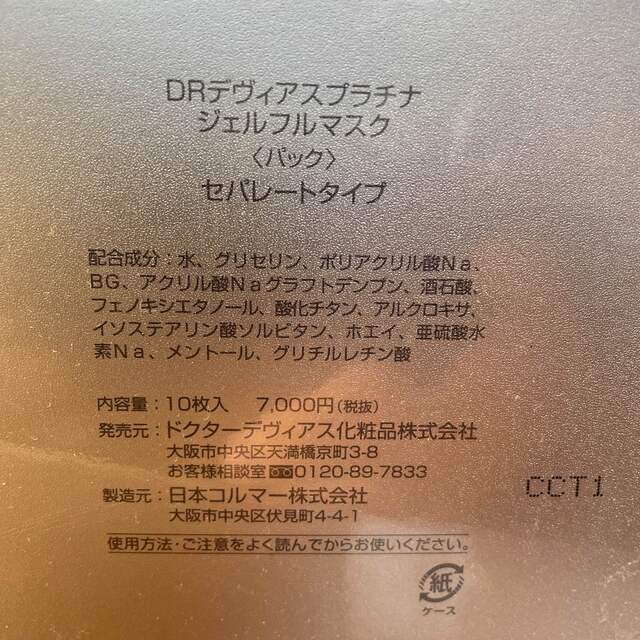 DRデヴィアスプラチナ
ジェルフルマスク
〈パック〉
セパレートタイプ
配合成分：水、グリセリン、ポリアクリル酸Na、
BG、アクリル酸Naグラフトデンプン、酒石酸、
フェノキシエタノール、酸化チタン、アルクロキサ、
イソステアリン酸ソルビタン、ホエイ、亜硫酸水
素Na、メントール、グリチルレチン酸
内容量：10枚入　7,000円（税抜）
発売元：ドクターデヴィアス化粧品株式会社
大阪市中央区天満橋京町3-8
お客様相談室 0120-89-7833
製造元：日本コルマー株式会社
大阪市中央区伏見町4-4-1
CCT1
使用方法・ご注意をよく読んでからお使いください。
紙
ケース